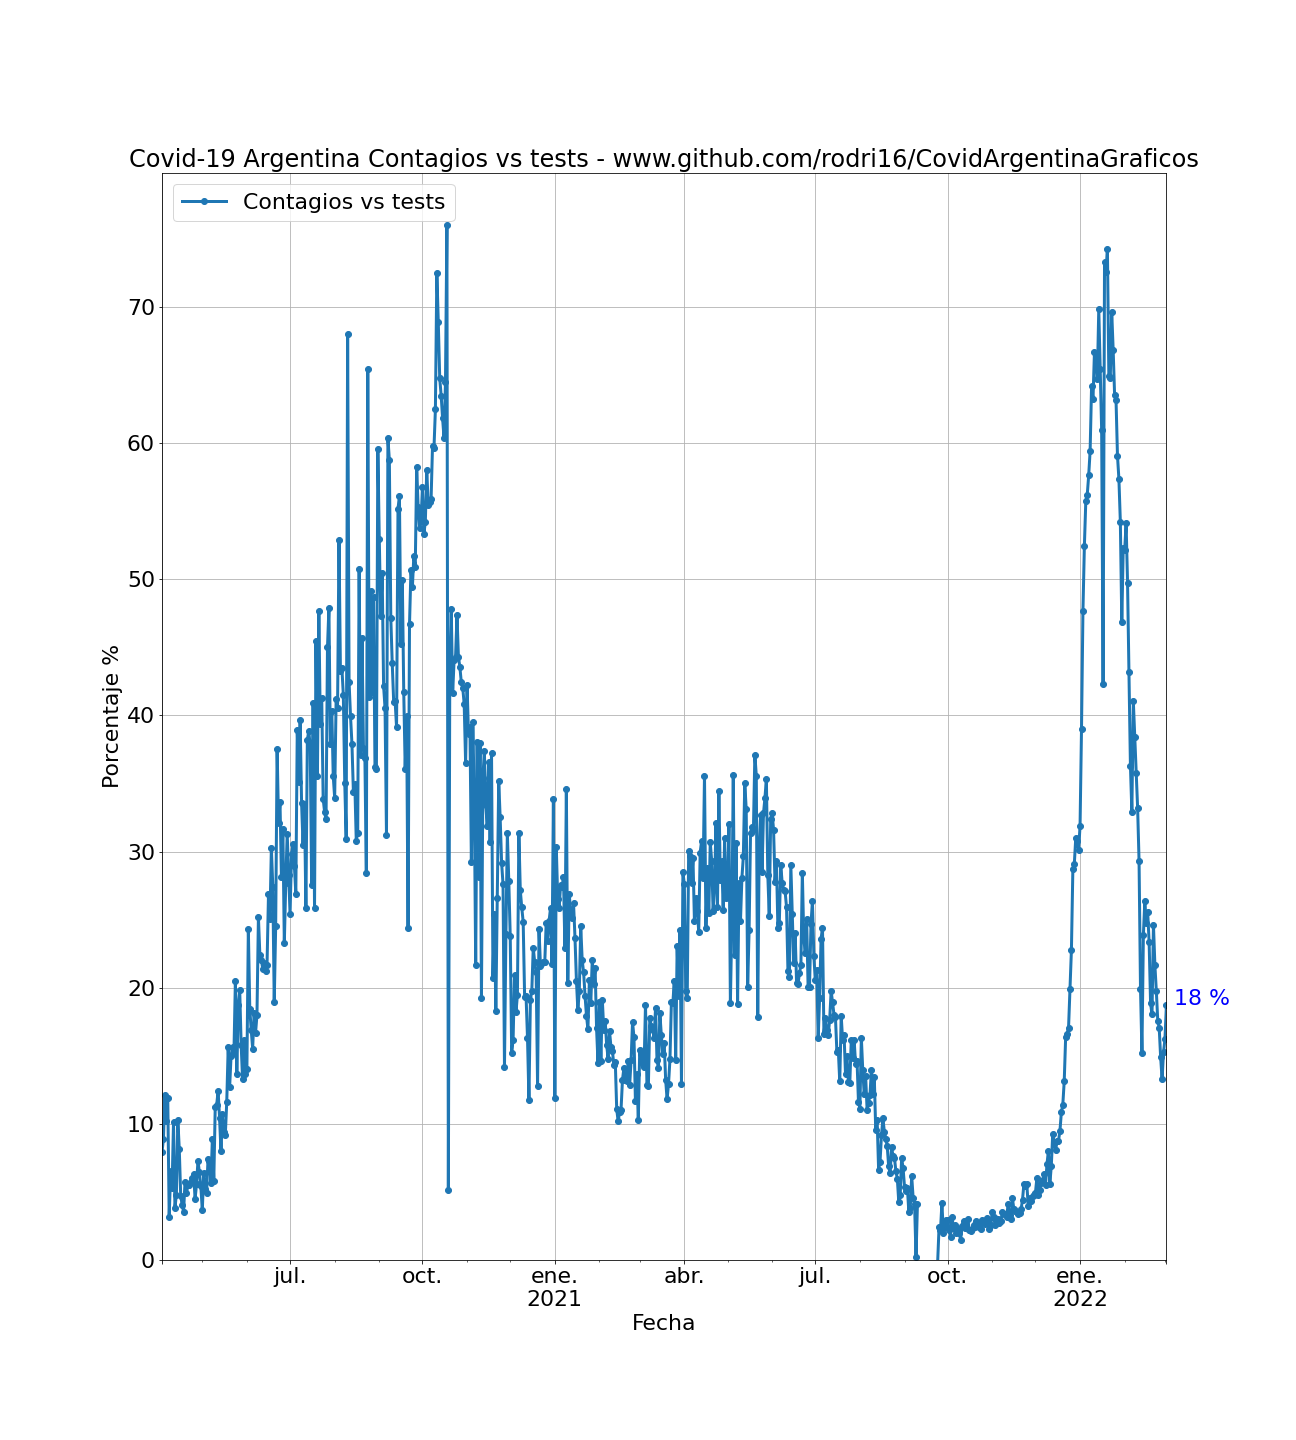 Covid-19 Argentina Contagios vs tests - www.github.com/rodri16/CovidArgentinaGraficos
Contagios vs tests
70
60
50
40
30
20
10
0
Porcentaje %
18 %
jul.
oct.
ene.
2021
abr.
jul.
oct.
ene.
2022
Fecha